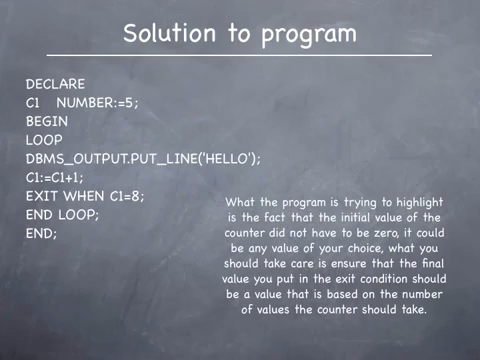 Solution to program
DECLARE
C1 NUMBER:=5;
BEGIN
LOOP
DBMS_OUTPUT.PUT_LINE('HELLO');
C1:=C1+1;
EXIT WHEN C1=8;
END LOOP;
END;
What the program is trying to highlight
is the fact that the initial value of the
counter did not have to be zero, it could
be any value of your choice, what you
should take care is ensure that the final
value you put in the exit condition should
be a value that is based on the number
of values the counter should take.